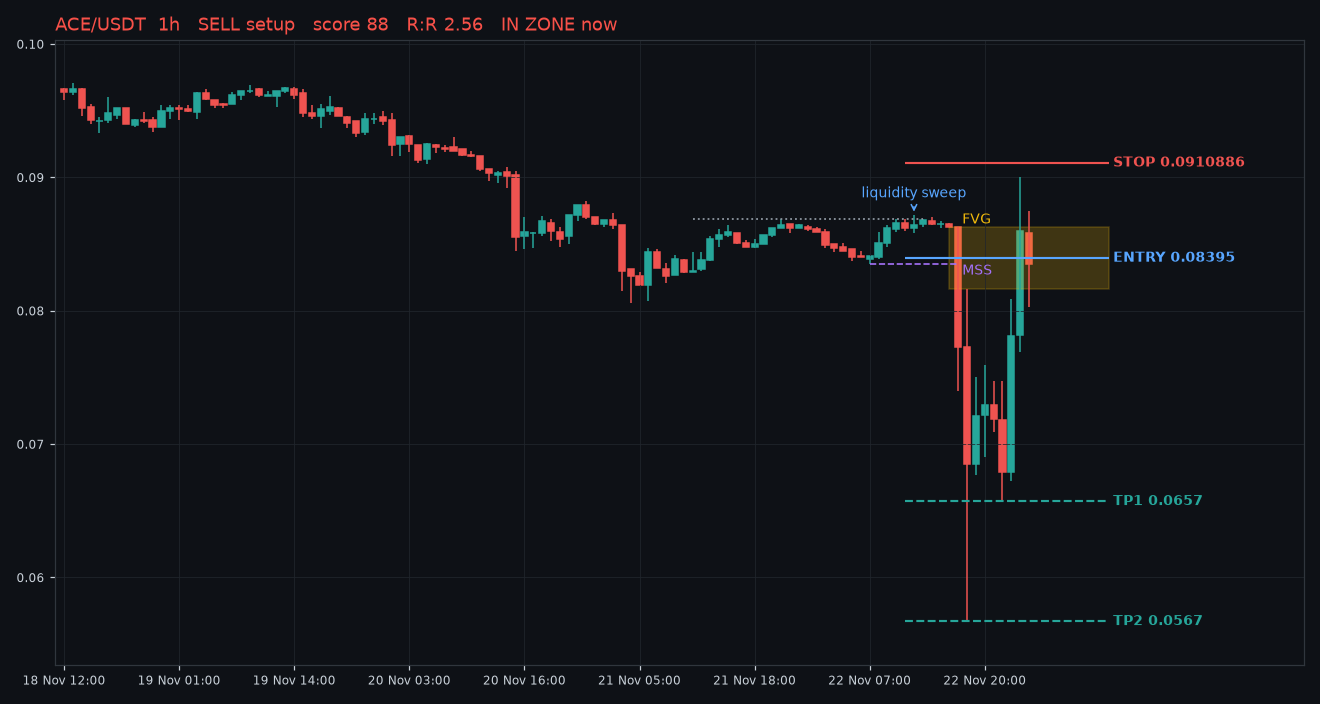 ACE/USDT 1h SELL setup score 88 R:R 2.56 IN ZONE now
0.10
0.09
0.08
0.07
0.06
STOP 0.0910886
liquidity sweep
FVG
ENTRY 0.08395
MSS
TP1 0.0657
TP2 0.0567
18 Nov 12:00 19 Nov 01:00 19 Nov 14:00 20 Nov 03:00 20 Nov 16:00 21 Nov 05:00 21 Nov 18:00 22 Nov 07:00 22 Nov 20:00